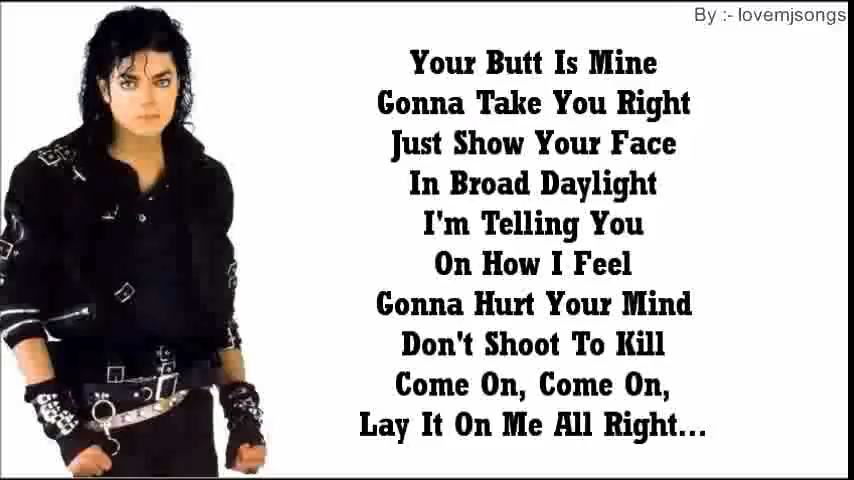 By :- lovemjsongs
Your Butt Is Mine
Gonna Take You Right
Just Show Your Face
In Broad Daylight
I'm Telling You
On How I Feel
Gonna Hurt Your Mind
Don't Shoot To Kill
Come On, Come On,
Lay It On Me All Right...